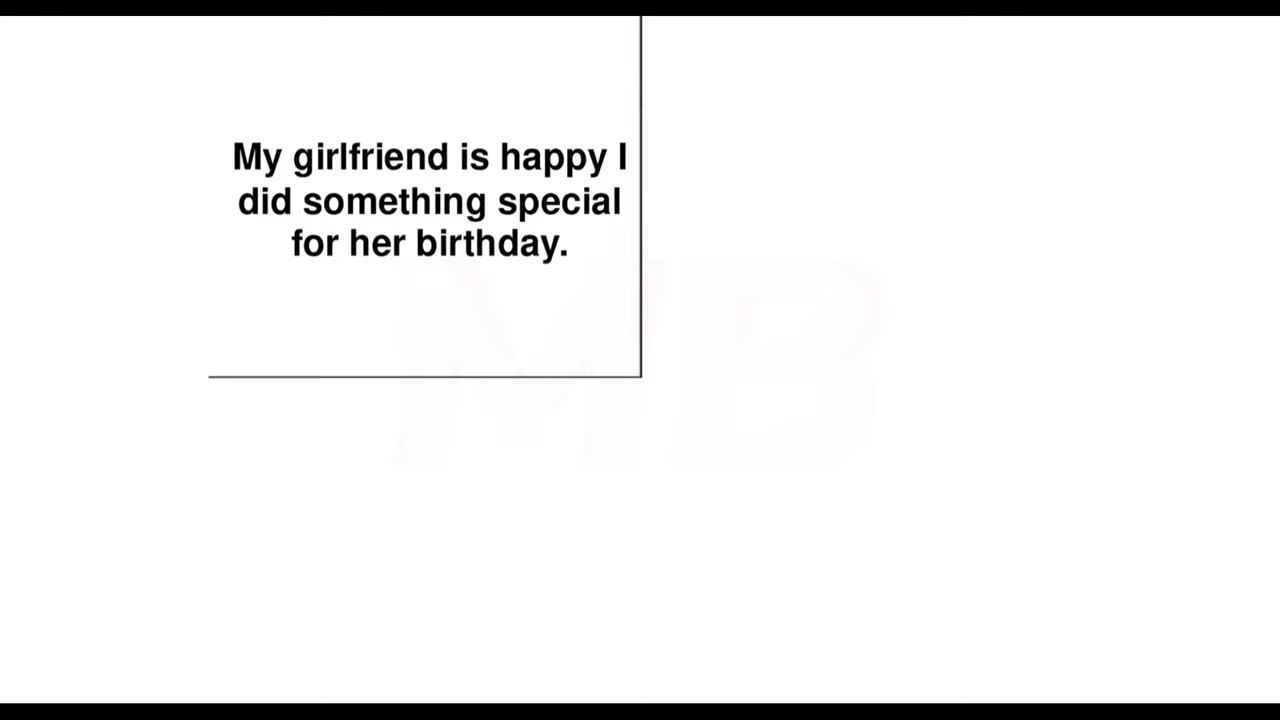 My girlfriend is happy I
did something special
for her birthday.